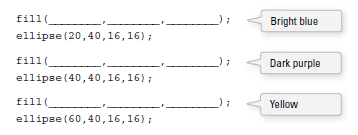 fill(________,________,________); Bright blue
ellipse(20,40,16,16);
fill(________,________,________); Dark purple
ellipse(40,40,16,16);
fill(________,________,________); Yellow
ellipse(60,40,16,16);